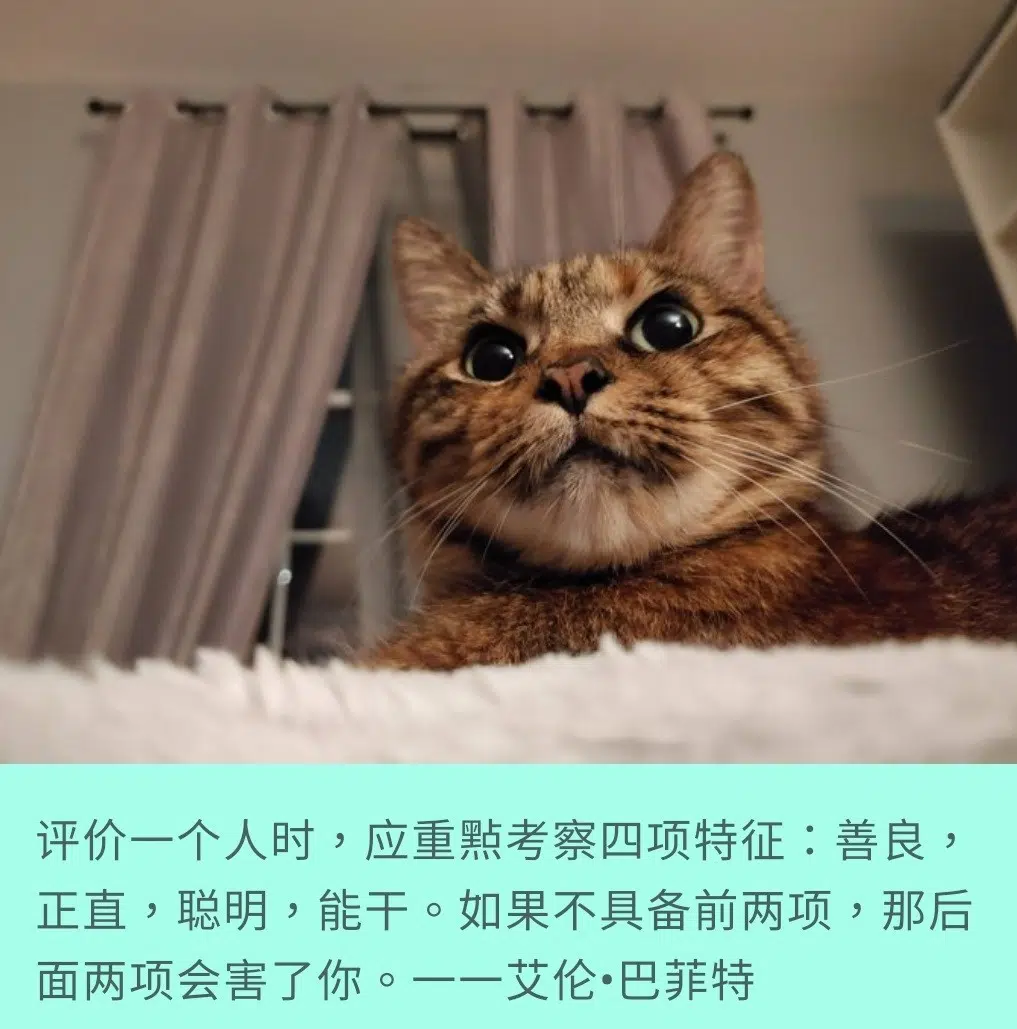 评价一个人时，应重點考察四项特征：善良，
正直，聪明，能干。如果不具备前两项，那后
面两项会害了你。一一艾伦•巴菲特